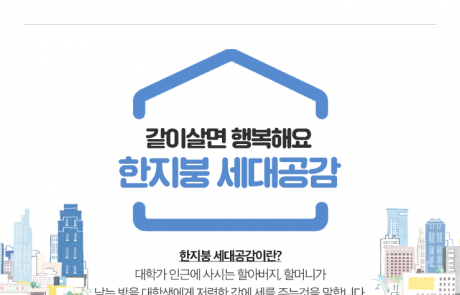 같이살면 행복해요
한지붕 세대공감
한지붕 세대공감이란?
대학가 인근에 사시는 할아버지, 할머니가
남는 방을 대학생에게 저렴한 값에 세를 주는것을 말합니다